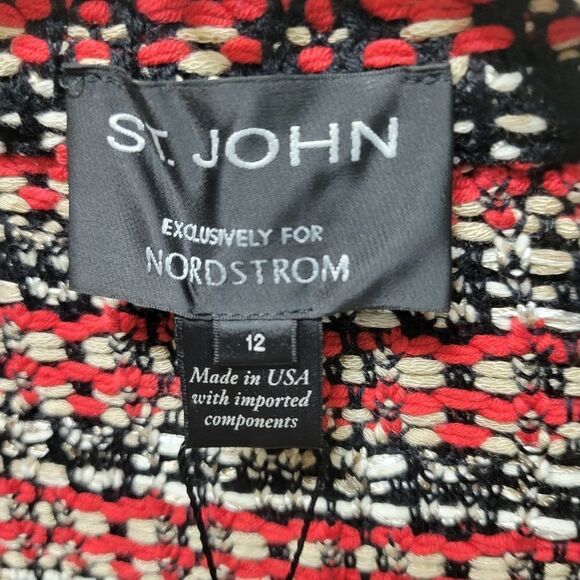 ST. JOHN
EXCLUSIVELY FOR
NORDSTROM
12
Made in USA
with imported
components